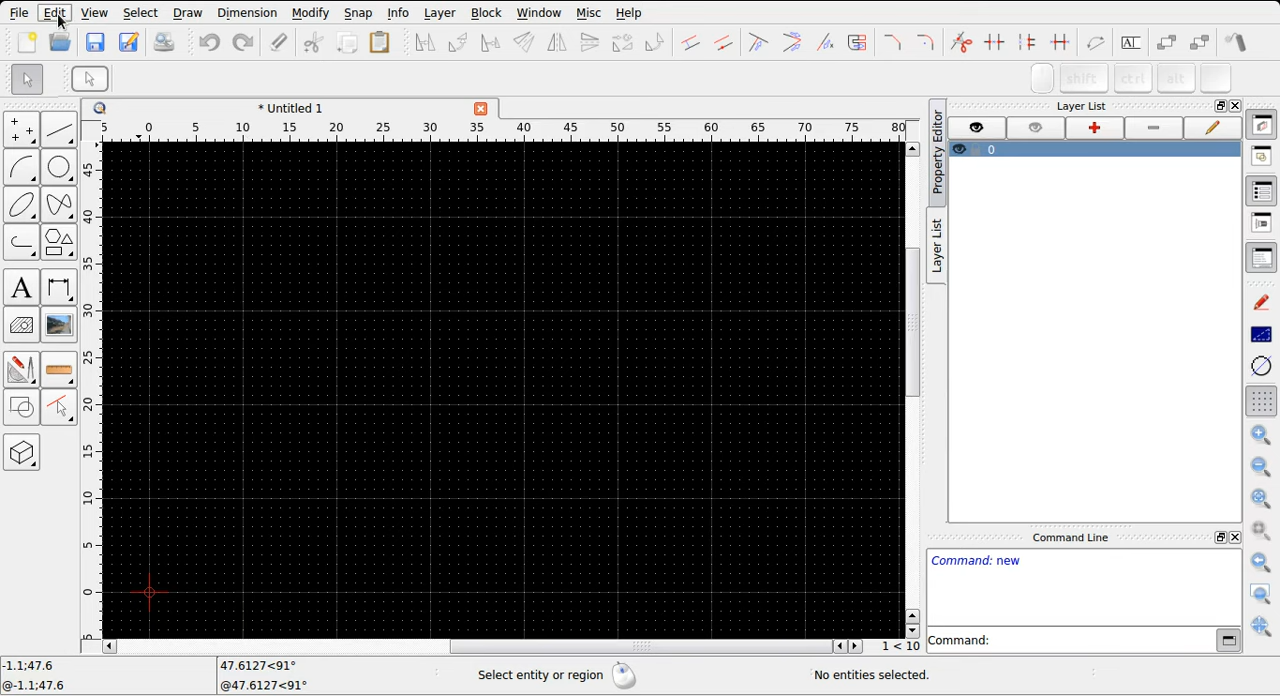 File Edit View Select Draw Dimension Modify Snap Info Layer Block Window Misc Help
shift ctrl alt
* Untitled 1
5 0 5 10 15 20 25 30 35 40 45 50 55 60 65 70 75 80
45
40
35
30
25
20
15
10
5
0
5
Property Editor
Layer List
Layer List
0
Command Line
Command: new
Command:
1 < 10
-1.1;47.6
@-1.1;47.6
47.6127<91°
@47.6127<91°
Select entity or region
No entities selected.
A
AI